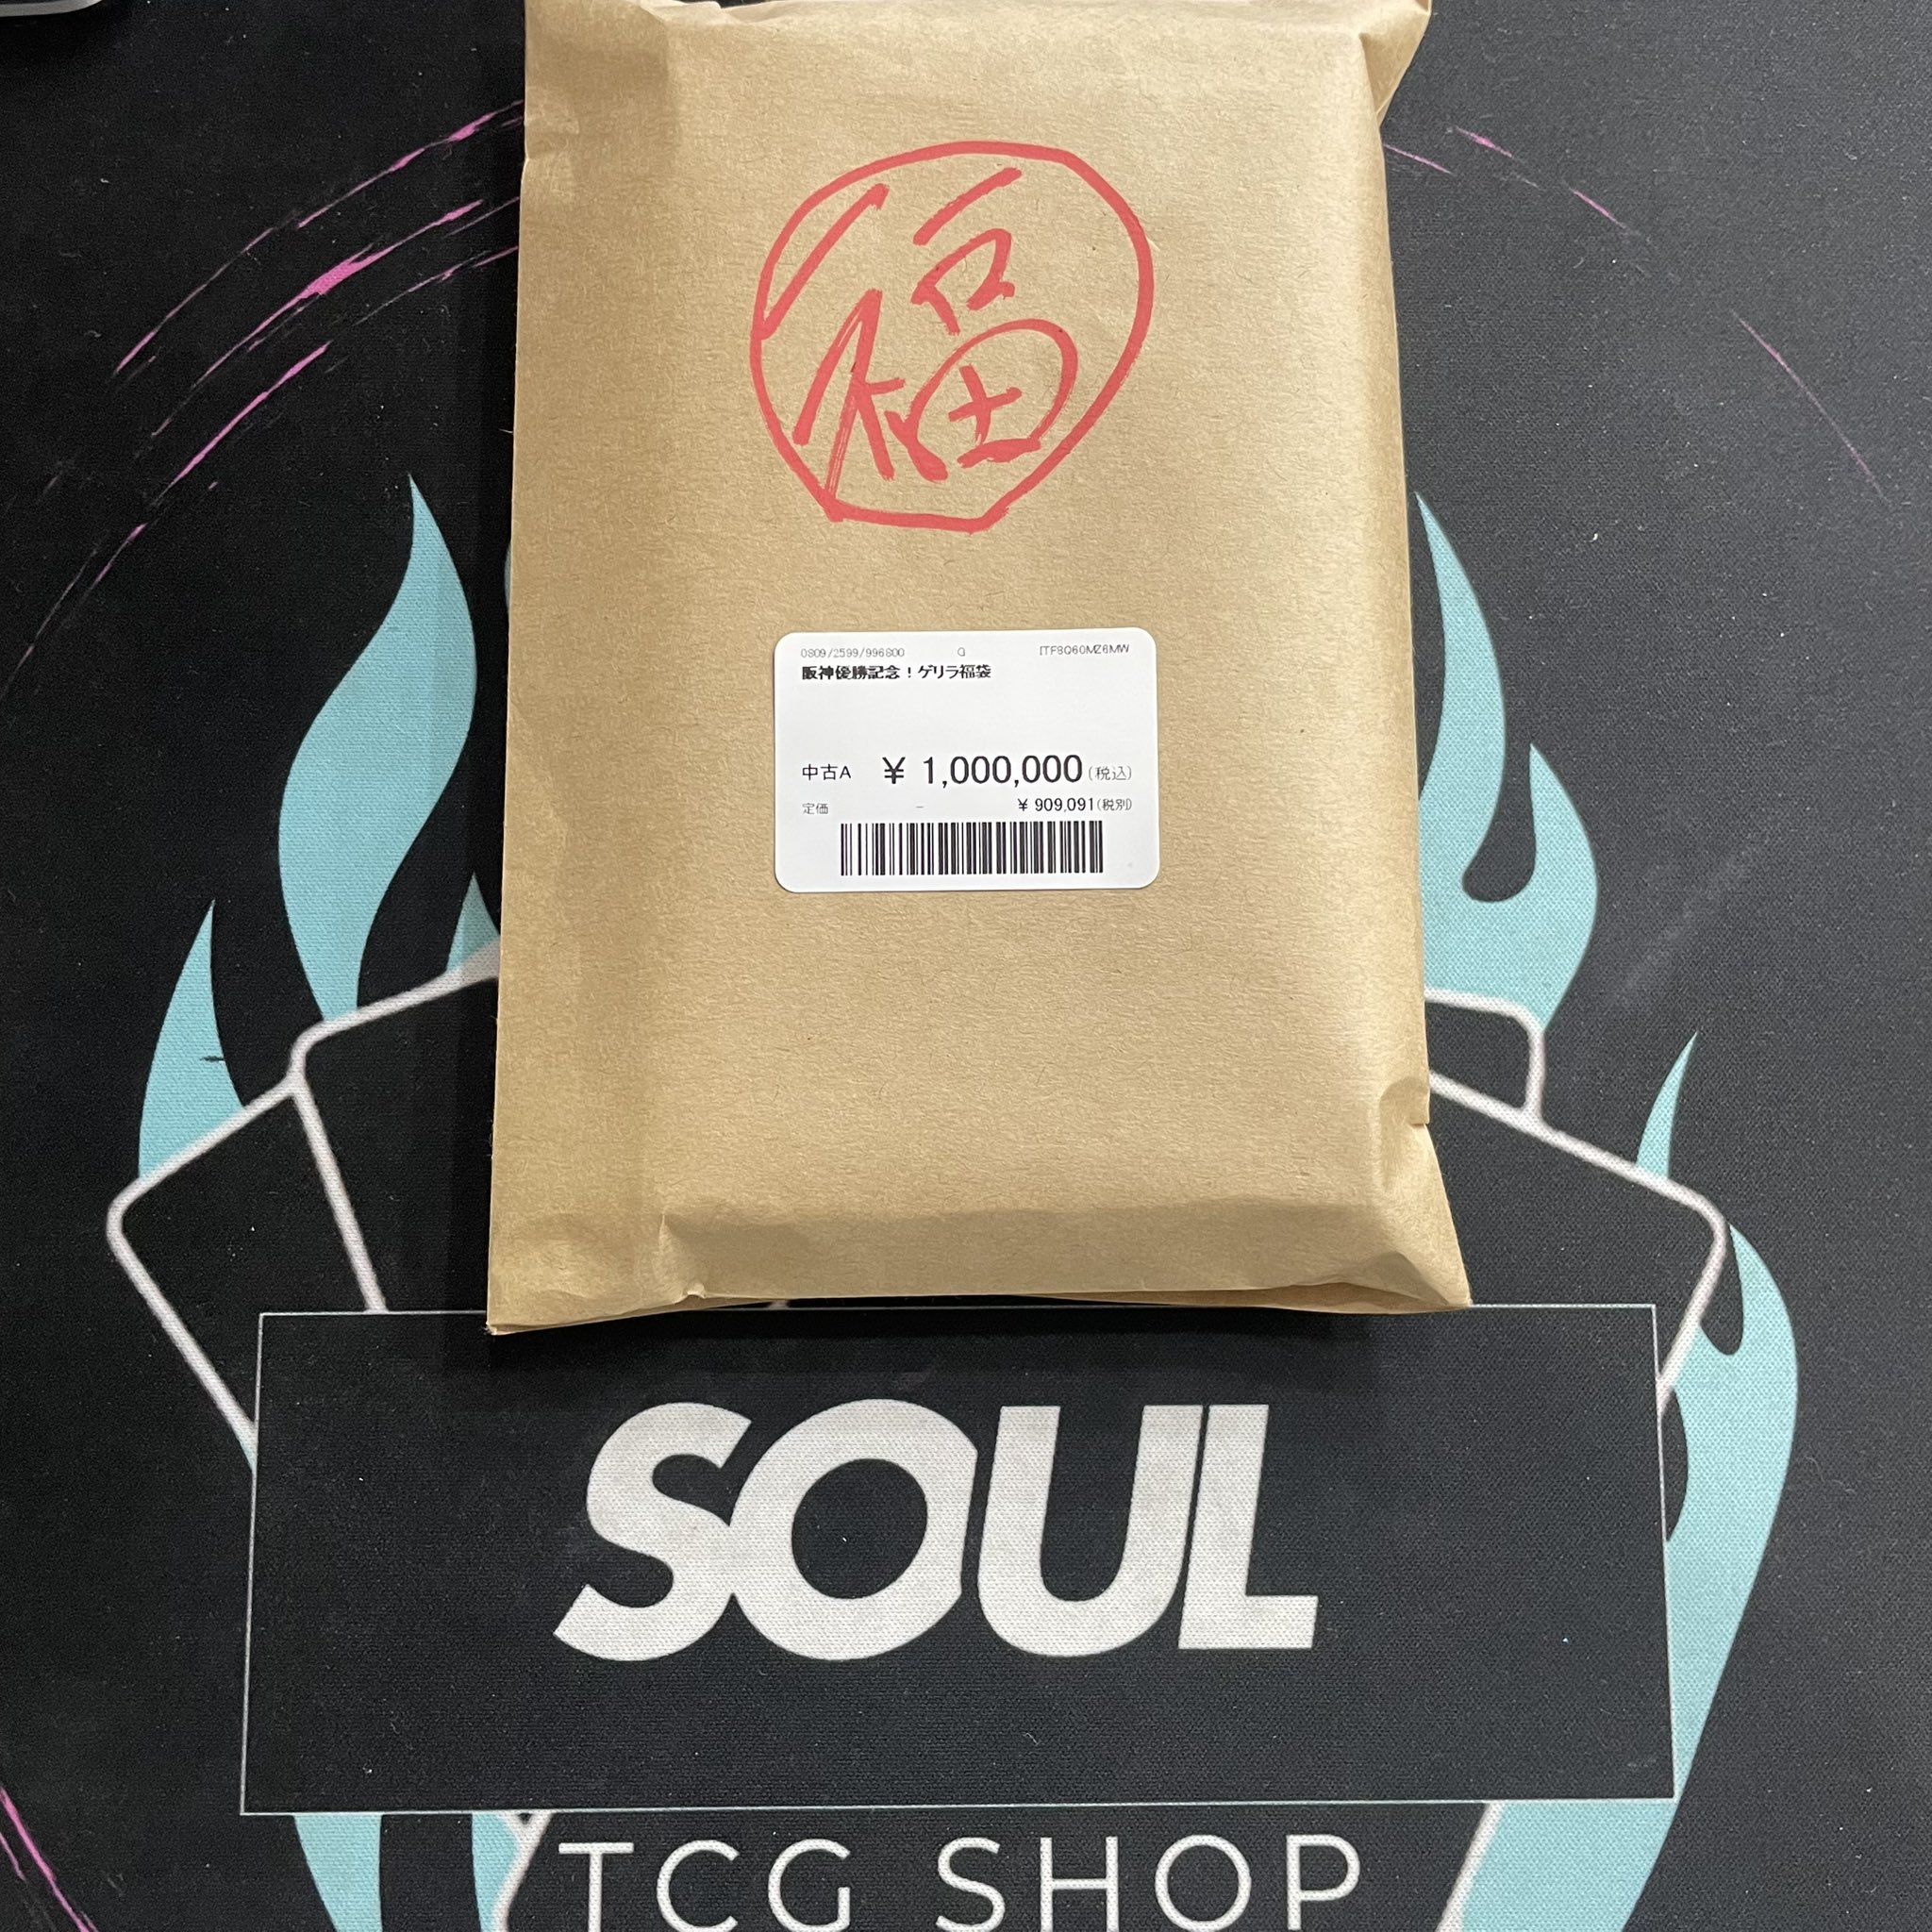 福
0809/2599/996800 G ITF8Q60MZ6MW
阪神優勝記念！ゲリラ福袋
中古A ¥ 1,000,000(税込)
定価 － ¥ 909,091(税別)
SOUL
TCG SHOP